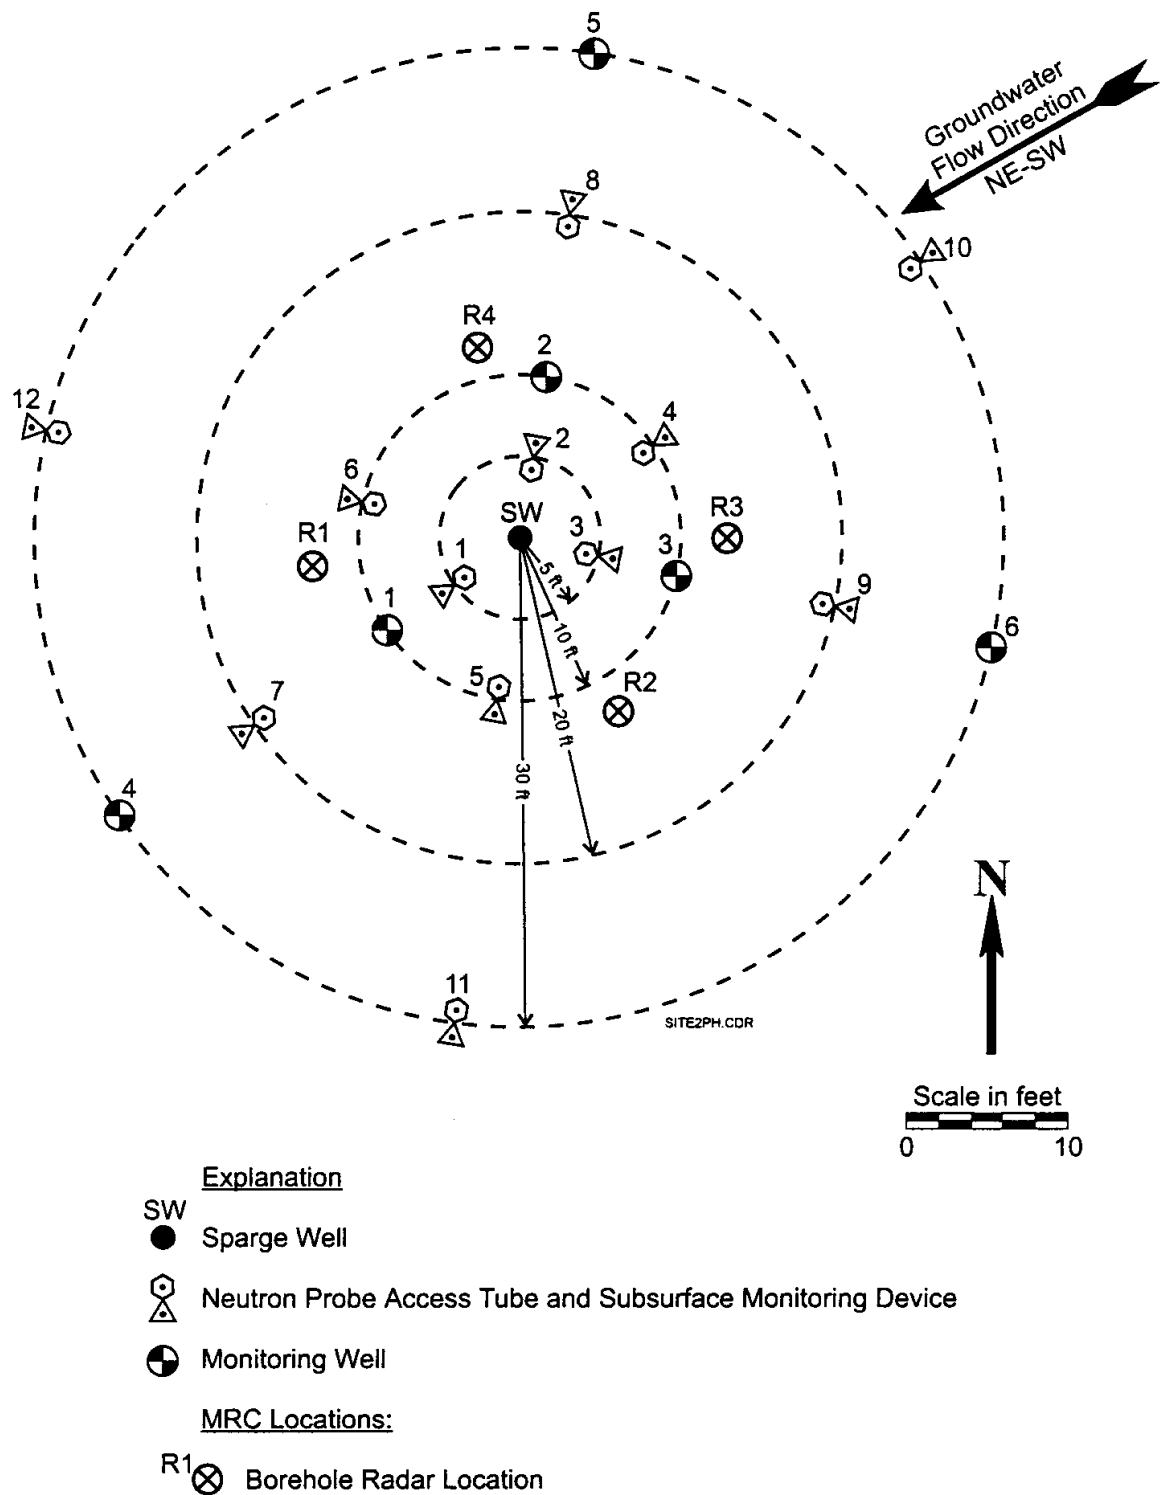 5
Groundwater
Flow Direction
NE-SW
8
10
R4
2
12
4
2
6
SW
R3
R1
3
1
3
5 ft
9
1
10 ft
6
5
R2
7
20 ft
30 ft
4
N
11
SITE2PH.CDR
Scale in feet
0 10
Explanation
SW
Sparge Well
Neutron Probe Access Tube and Subsurface Monitoring Device
Monitoring Well
MRC Locations:
R1
Borehole Radar Location